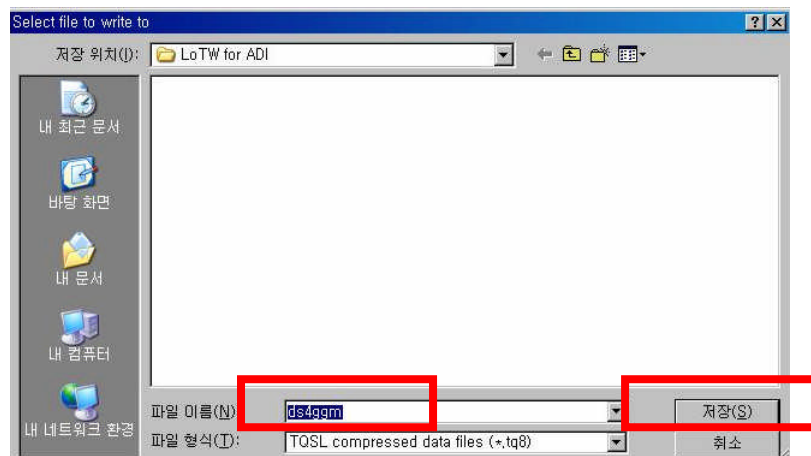 Select file to write to
저장 위치(I): LoTW for ADI
내 최근 문서
바탕 화면
내 문서
내 컴퓨터
내 네트워크 환경
파일 이름(N): ds4ggm 저장(S)
파일 형식(T): TQSL compressed data files (*.tq8) 취소